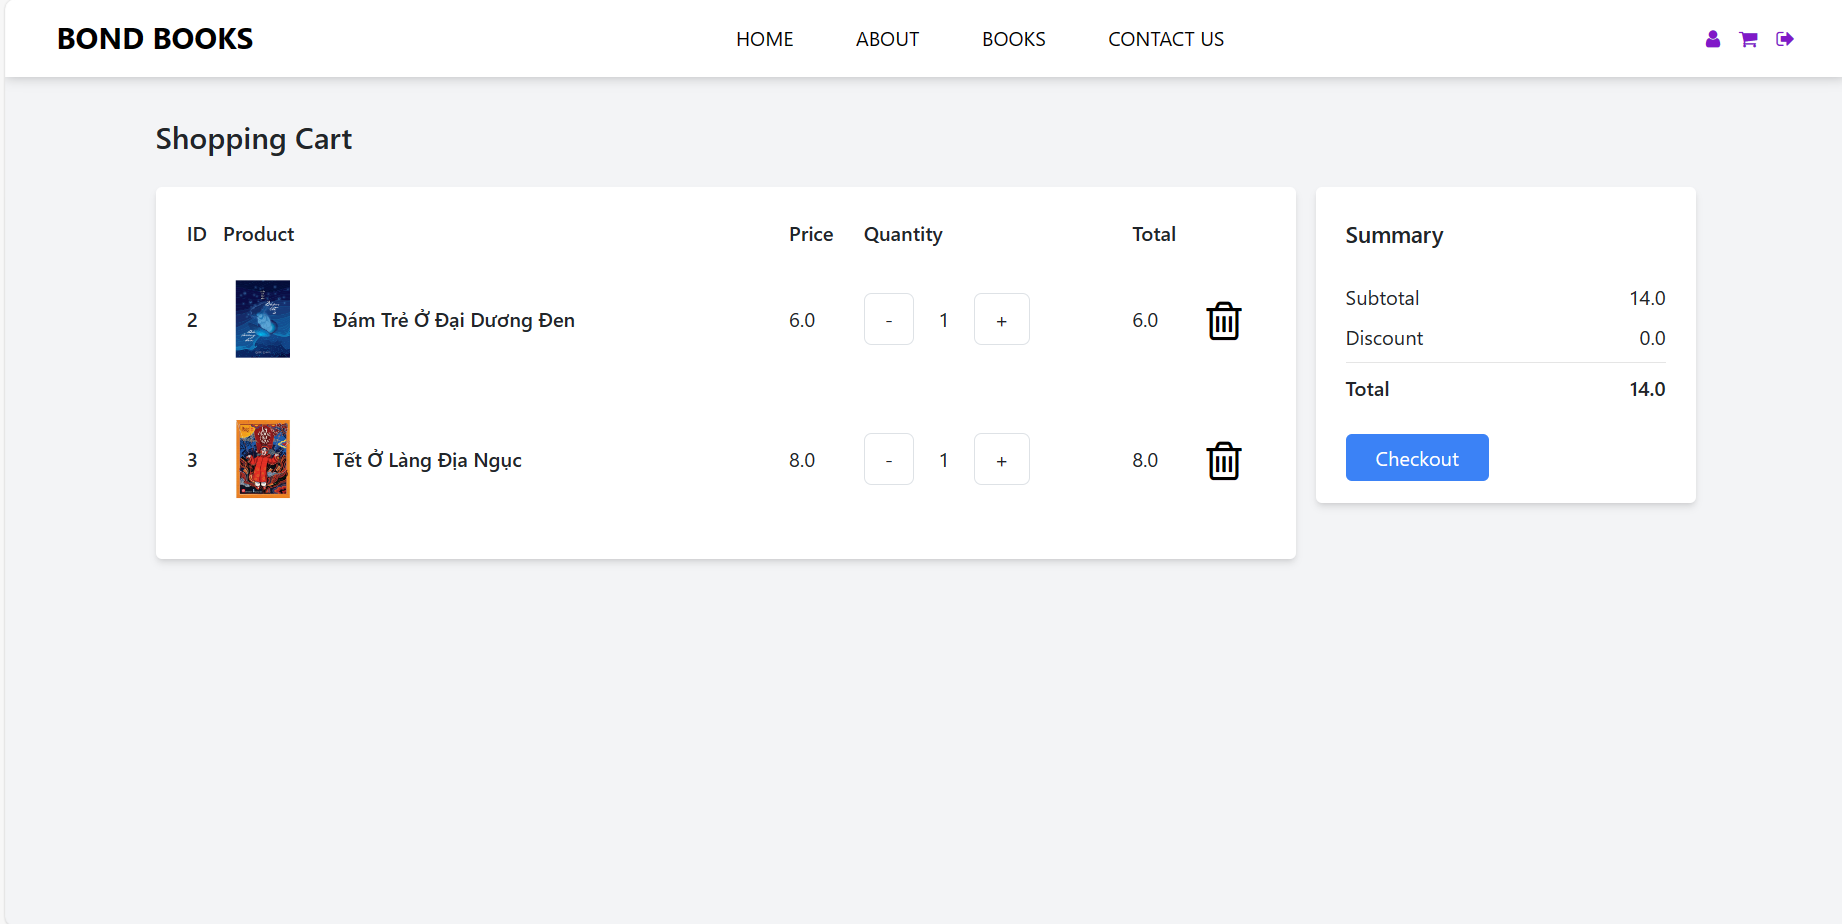 BOND BOOKS HOME ABOUT BOOKS CONTACT US
Shopping Cart
ID Product Price Quantity Total
2 Đám Trẻ Ở Đại Dương Đen 6.0 - 1 + 6.0
3 Tết Ở Làng Địa Ngục 8.0 - 1 + 8.0
Summary
Subtotal 14.0
Discount 0.0
Total 14.0
Checkout